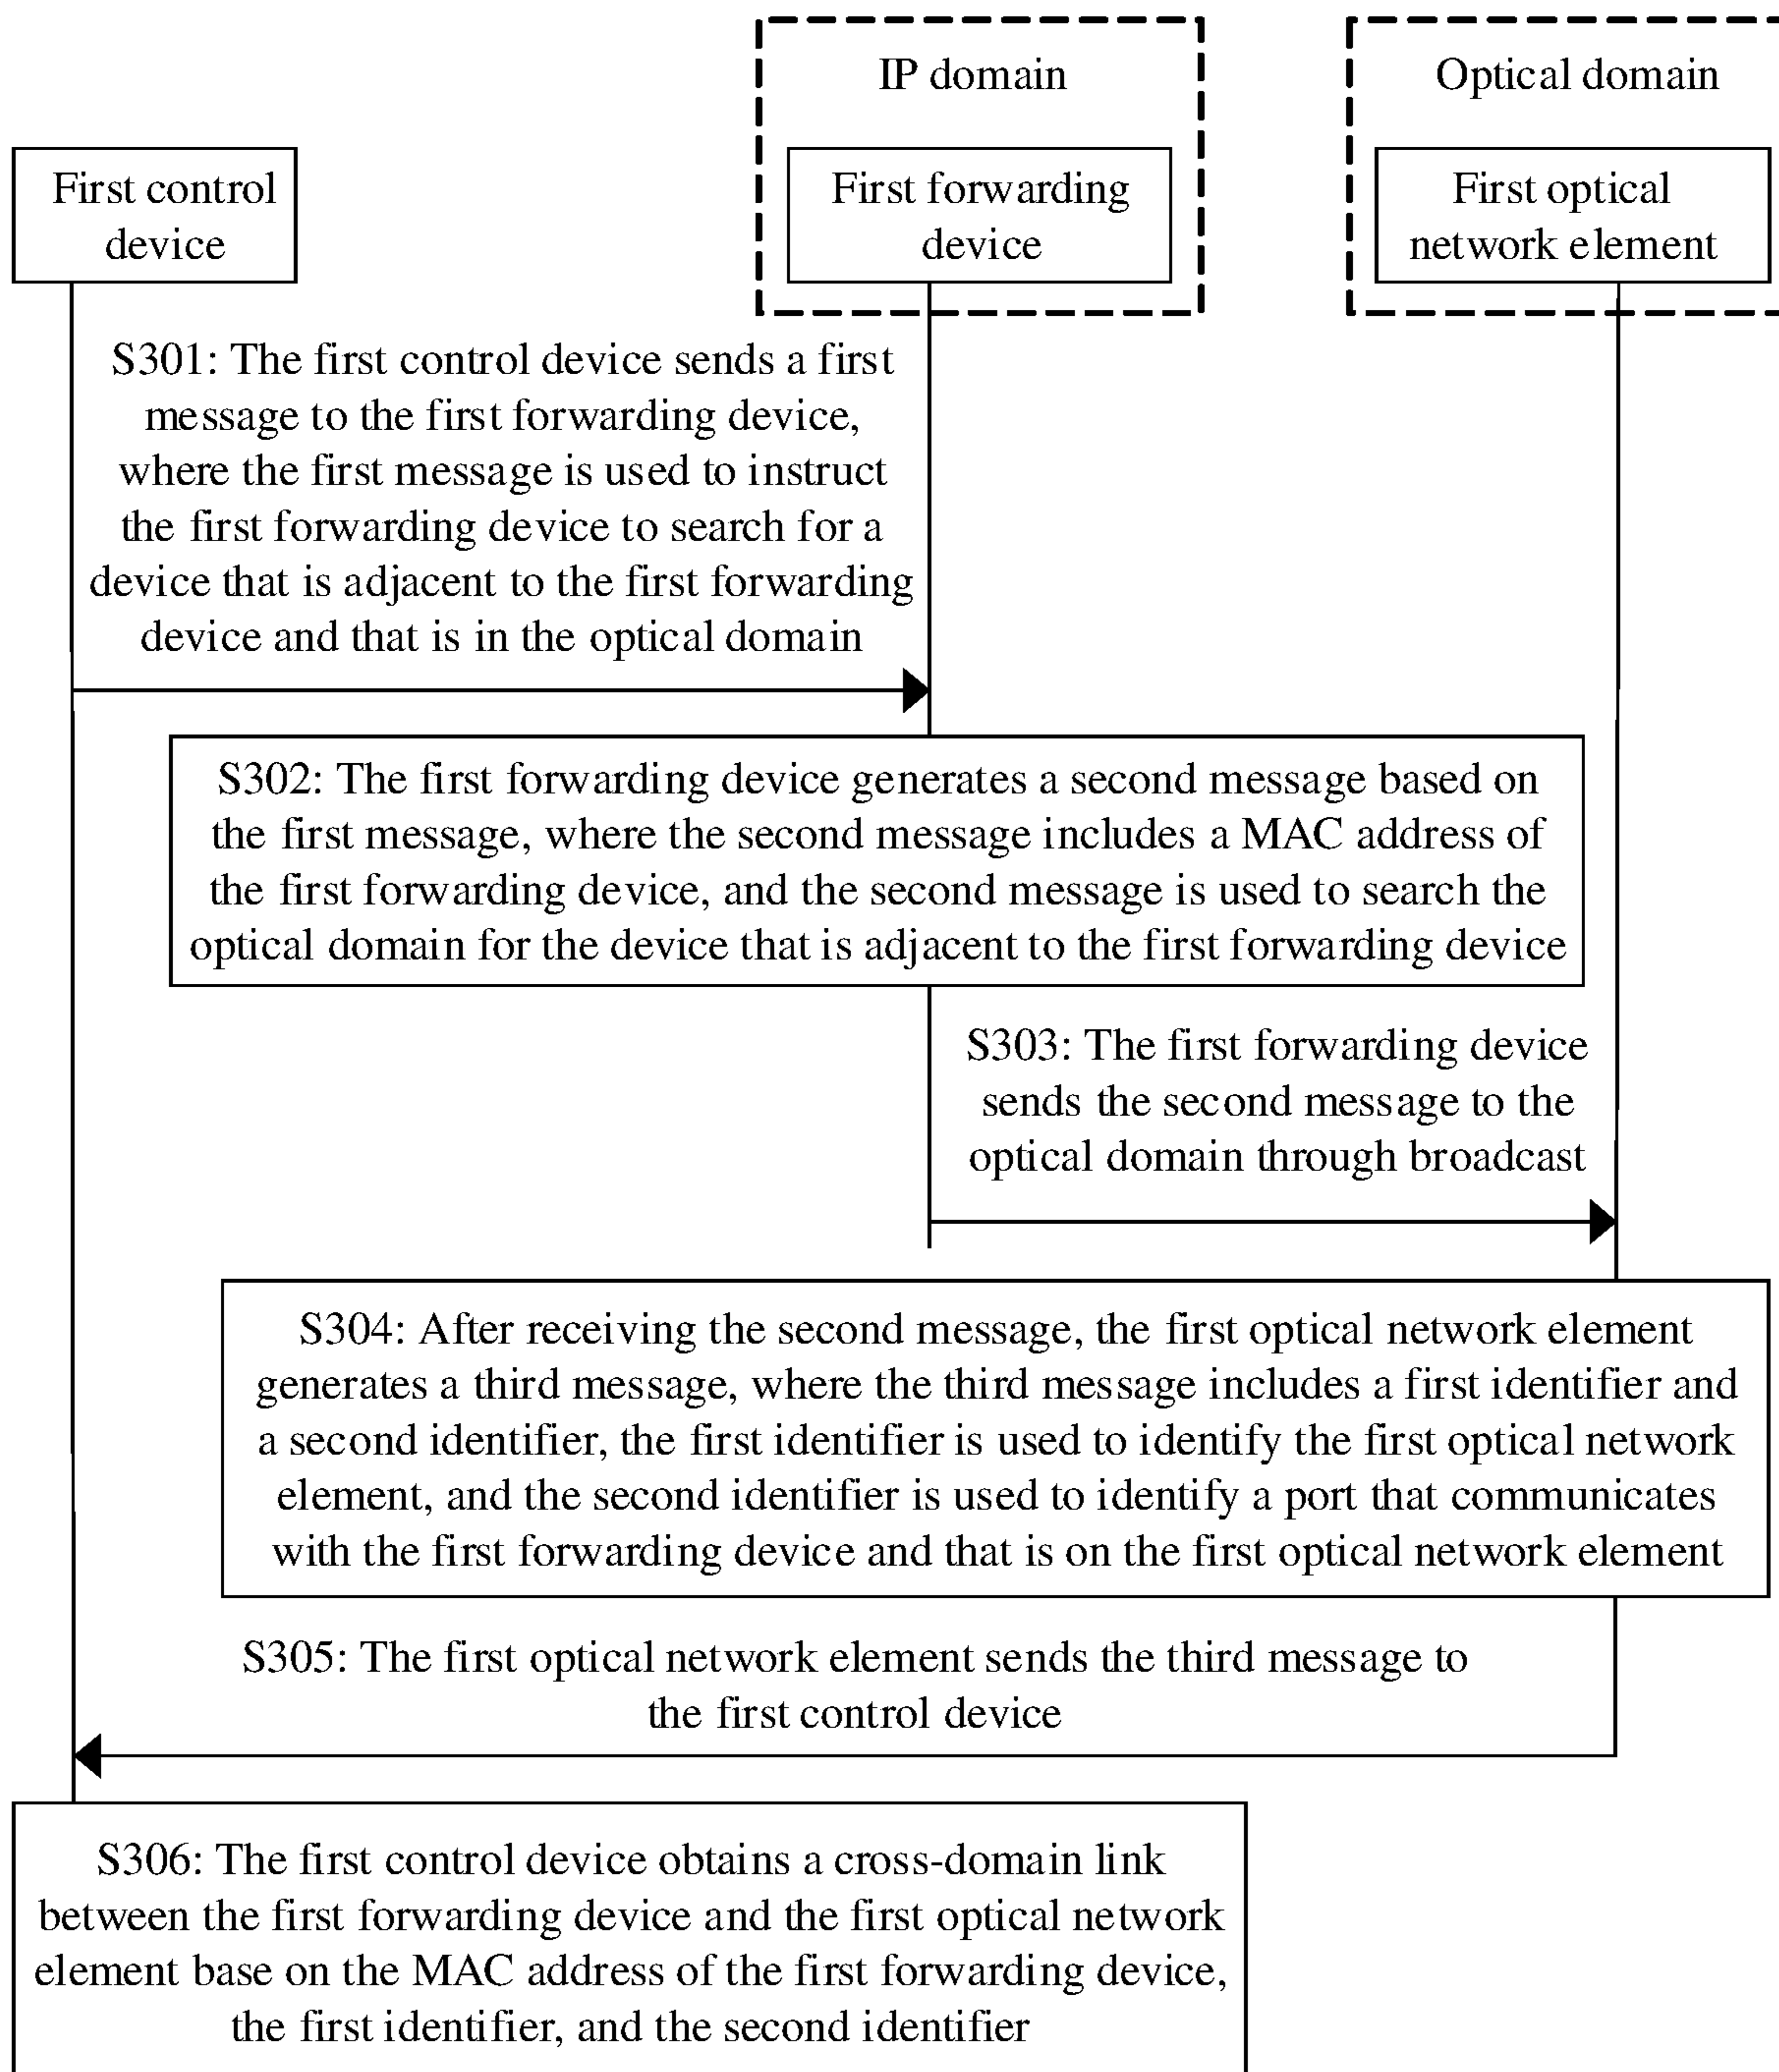 IP domain
Optical domain
First control
device
First forwarding
device
First optical
network element
S301: The first control device sends a first
message to the first forwarding device,
where the first message is used to instruct
the first forwarding device to search for a
device that is adjacent to the first forwarding
device and that is in the optical domain
S302: The first forwarding device generates a second message based on
the first message, where the second message includes a MAC address of
the first forwarding device, and the second message is used to search the
optical domain for the device that is adjacent to the first forwarding device
S303: The first forwarding device
sends the second message to the
optical domain through broadcast
S304: After receiving the second message, the first optical network element
generates a third message, where the third message includes a first identifier and
a second identifier, the first identifier is used to identify the first optical network
element, and the second identifier is used to identify a port that communicates
with the first forwarding device and that is on the first optical network element
S305: The first optical network element sends the third message to
the first control device
S306: The first control device obtains a cross-domain link
between the first forwarding device and the first optical network
element base on the MAC address of the first forwarding device,
the first identifier, and the second identifier